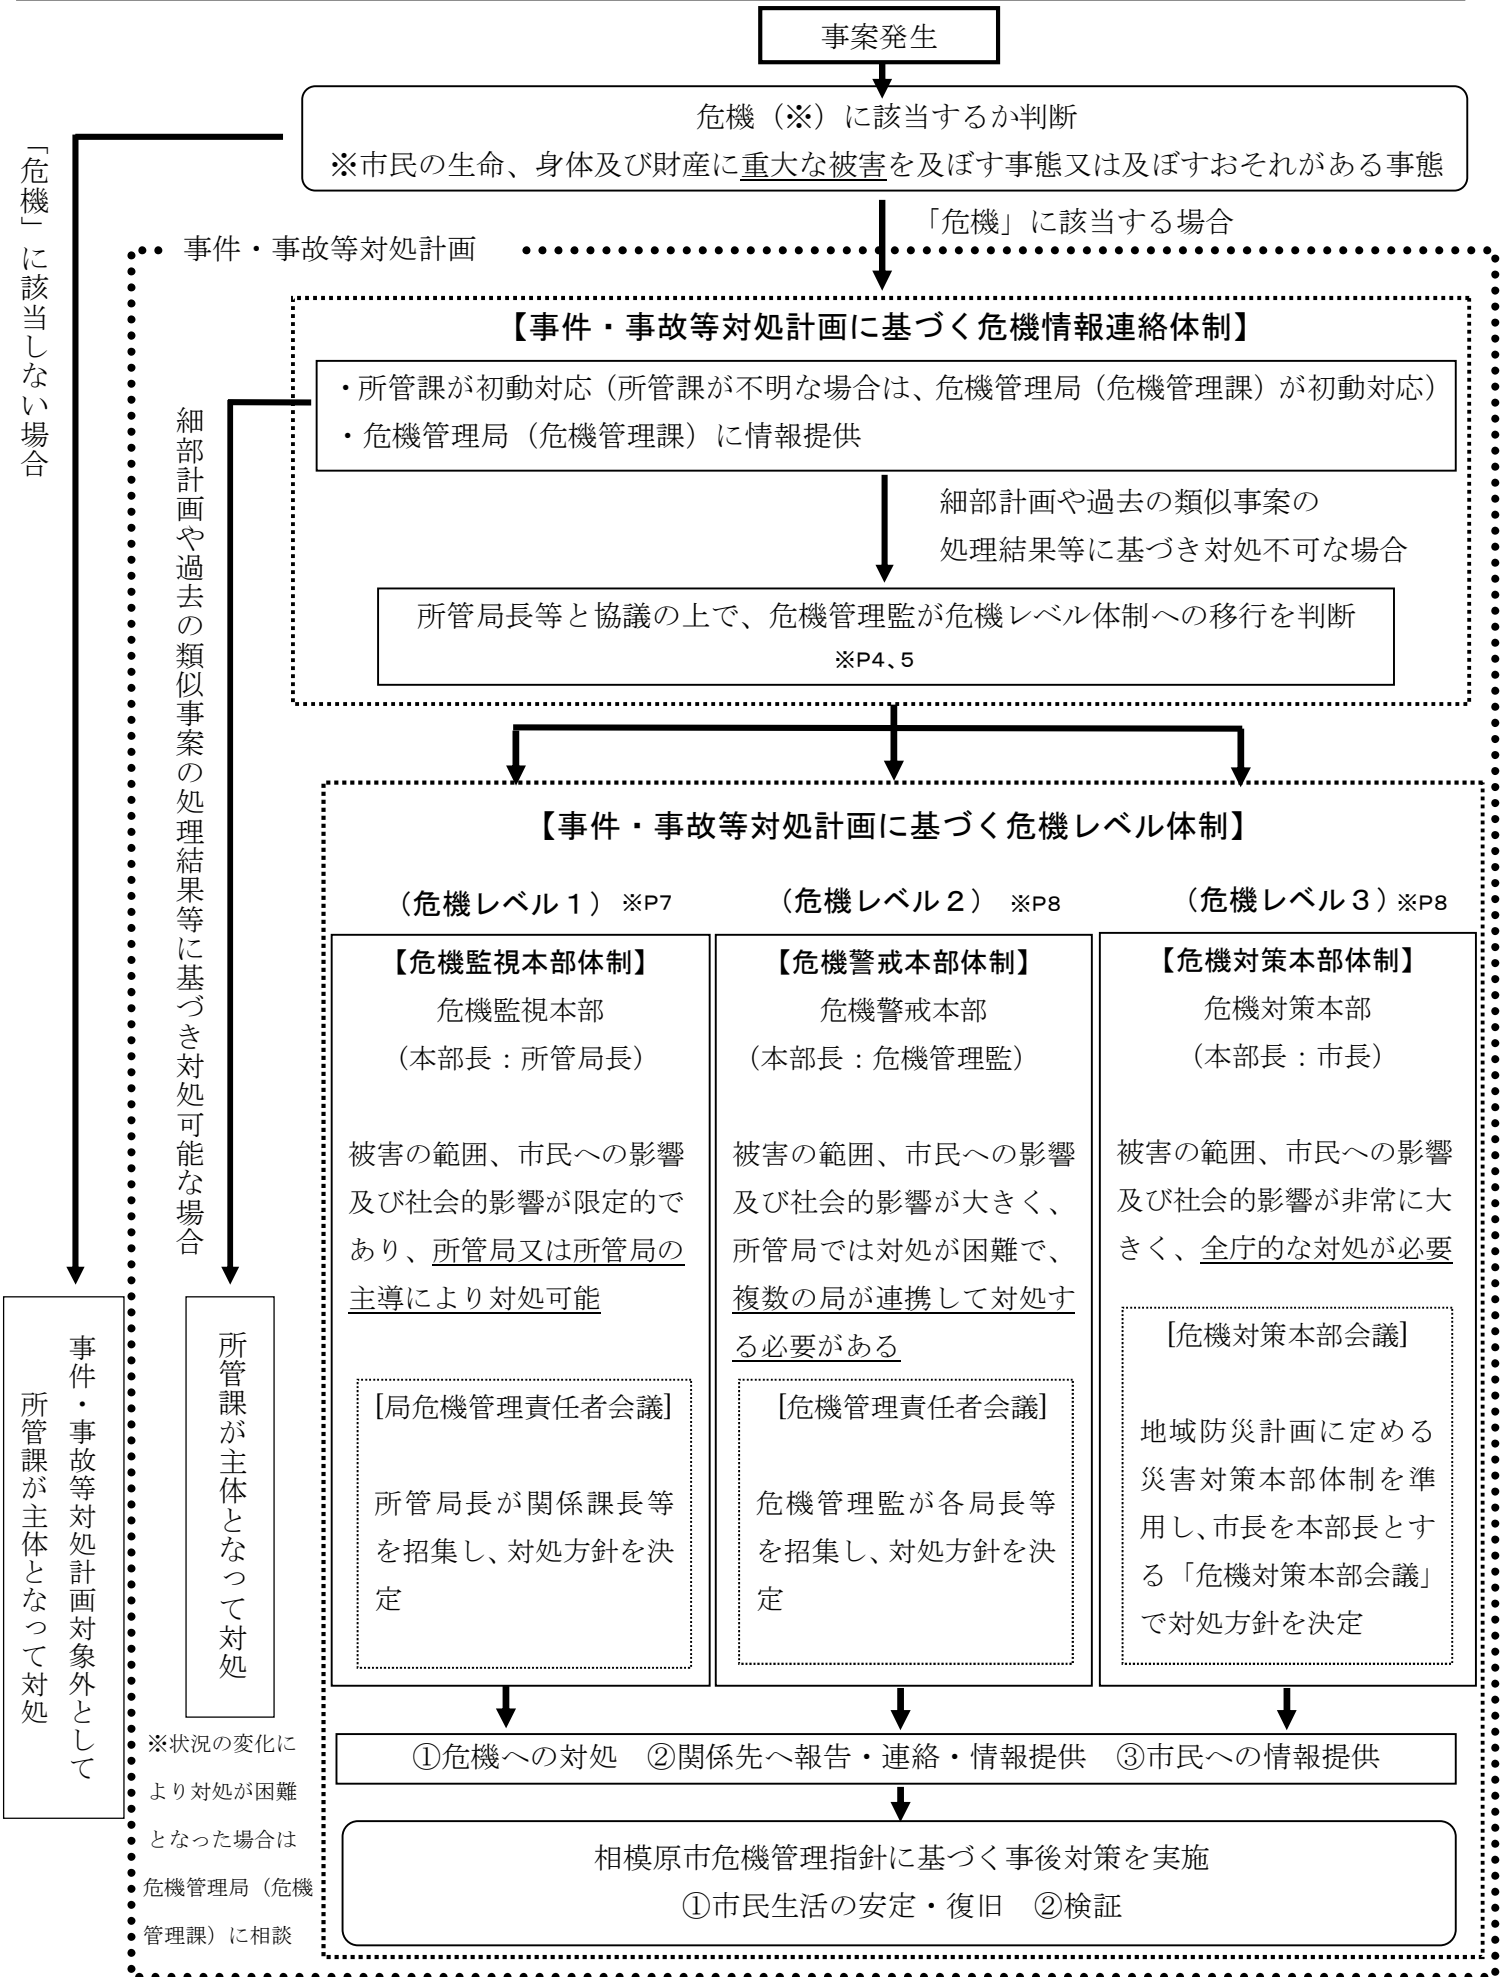 事案発生
危機（※）に該当するか判断
※市民の生命、身体及び財産に重大な被害を及ぼす事態又は及ぼすおそれがある事態
「危機」に該当しない場合
「危機」に該当する場合
事件・事故等対処計画
【事件・事故等対処計画に基づく危機情報連絡体制】
・所管課が初動対応（所管課が不明な場合は、危機管理局（危機管理課）が初動対応）
・危機管理局（危機管理課）に情報提供
細部計画や過去の類似事案の処理結果等に基づき対処可能な場合
細部計画や過去の類似事案の
処理結果等に基づき対処不可な場合
所管局長等と協議の上で、危機管理監が危機レベル体制への移行を判断
※P4、5
【事件・事故等対処計画に基づく危機レベル体制】
（危機レベル１）※P7
【危機監視本部体制】
危機監視本部
（本部長：所管局長）
被害の範囲、市民への影響
及び社会的影響が限定的で
あり、所管局又は所管局の
主導により対処可能
[局危機管理責任者会議]
所管局長が関係課長等
を招集し、対処方針を決
定
（危機レベル２）※P8
【危機警戒本部体制】
危機警戒本部
（本部長：危機管理監）
被害の範囲、市民への影響
及び社会的影響が大きく、
所管局では対処が困難で、
複数の局が連携して対処す
る必要がある
[危機管理責任者会議]
危機管理監が各局長等
を招集し、対処方針を決
定
（危機レベル３）※P8
【危機対策本部体制】
危機対策本部
（本部長：市長）
被害の範囲、市民への影響
及び社会的影響が非常に大
きく、全庁的な対処が必要
[危機対策本部会議]
地域防災計画に定める
災害対策本部体制を準
用し、市長を本部長とす
る「危機対策本部会議」
で対処方針を決定
事件・事故等対処計画対象外として
所管課が主体となって対処
所管課が主体となって対処
※状況の変化に
より対処が困難
となった場合は
危機管理局（危機
管理課）に相談
①危機への対処　②関係先へ報告・連絡・情報提供　③市民への情報提供
相模原市危機管理指針に基づく事後対策を実施
①市民生活の安定・復旧　②検証